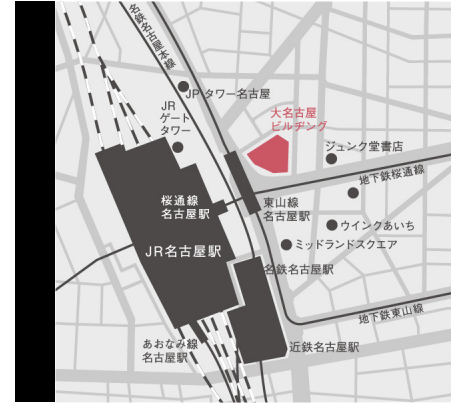 名鉄名古屋本線
JPタワー名古屋
JR
ゲート
タワー
大名古屋
ビルヂング
ジュンク堂書店
地下鉄桜通線
桜通線
名古屋駅
東山線
名古屋駅
ウインクあいち
ミッドランドスクエア
JR名古屋駅
名鉄名古屋駅
地下鉄東山線
あおなみ線
名古屋駅
近鉄名古屋駅